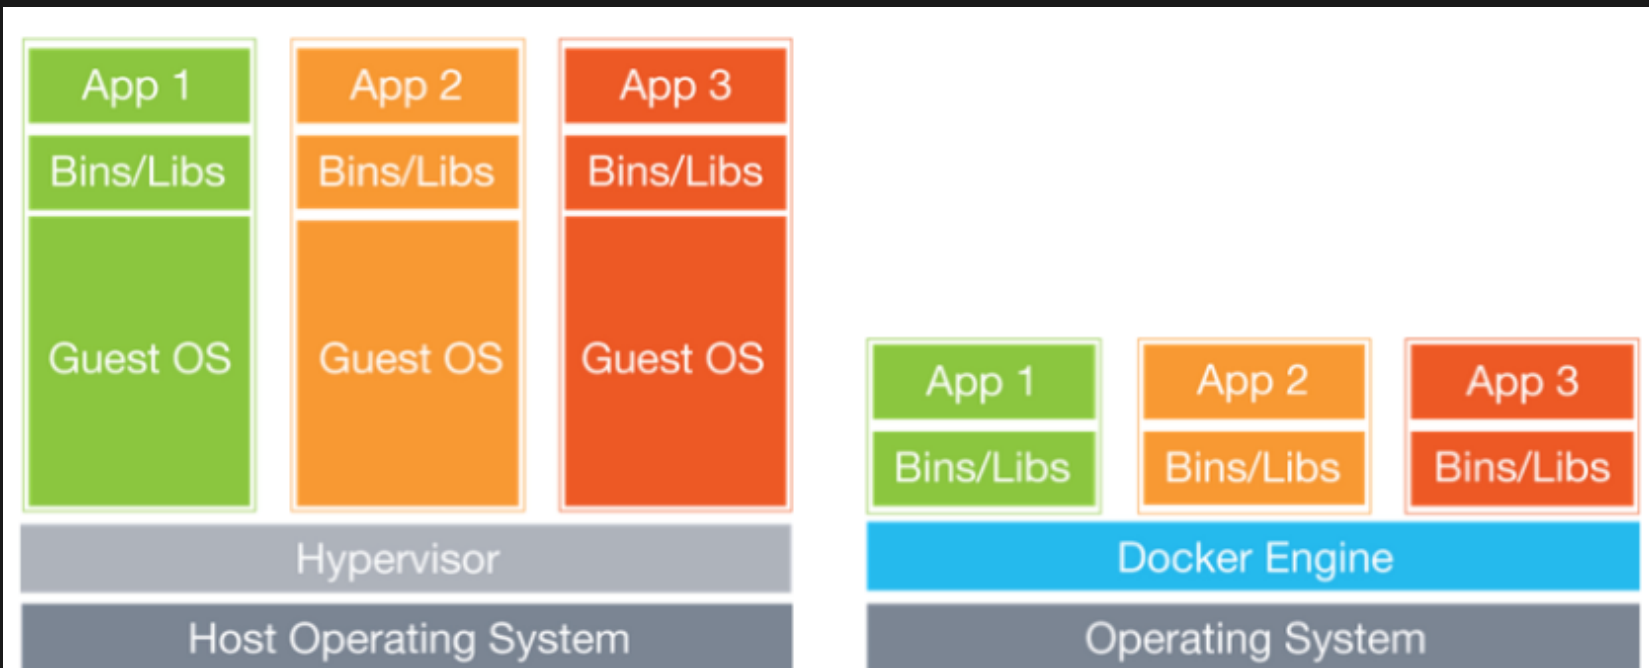 App 1
App 2
App 3
Bins/Libs
Bins/Libs
Bins/Libs
Guest OS
Guest OS
Guest OS
Hypervisor
Host Operating System
App 1
App 2
App 3
Bins/Libs
Bins/Libs
Bins/Libs
Docker Engine
Operating System